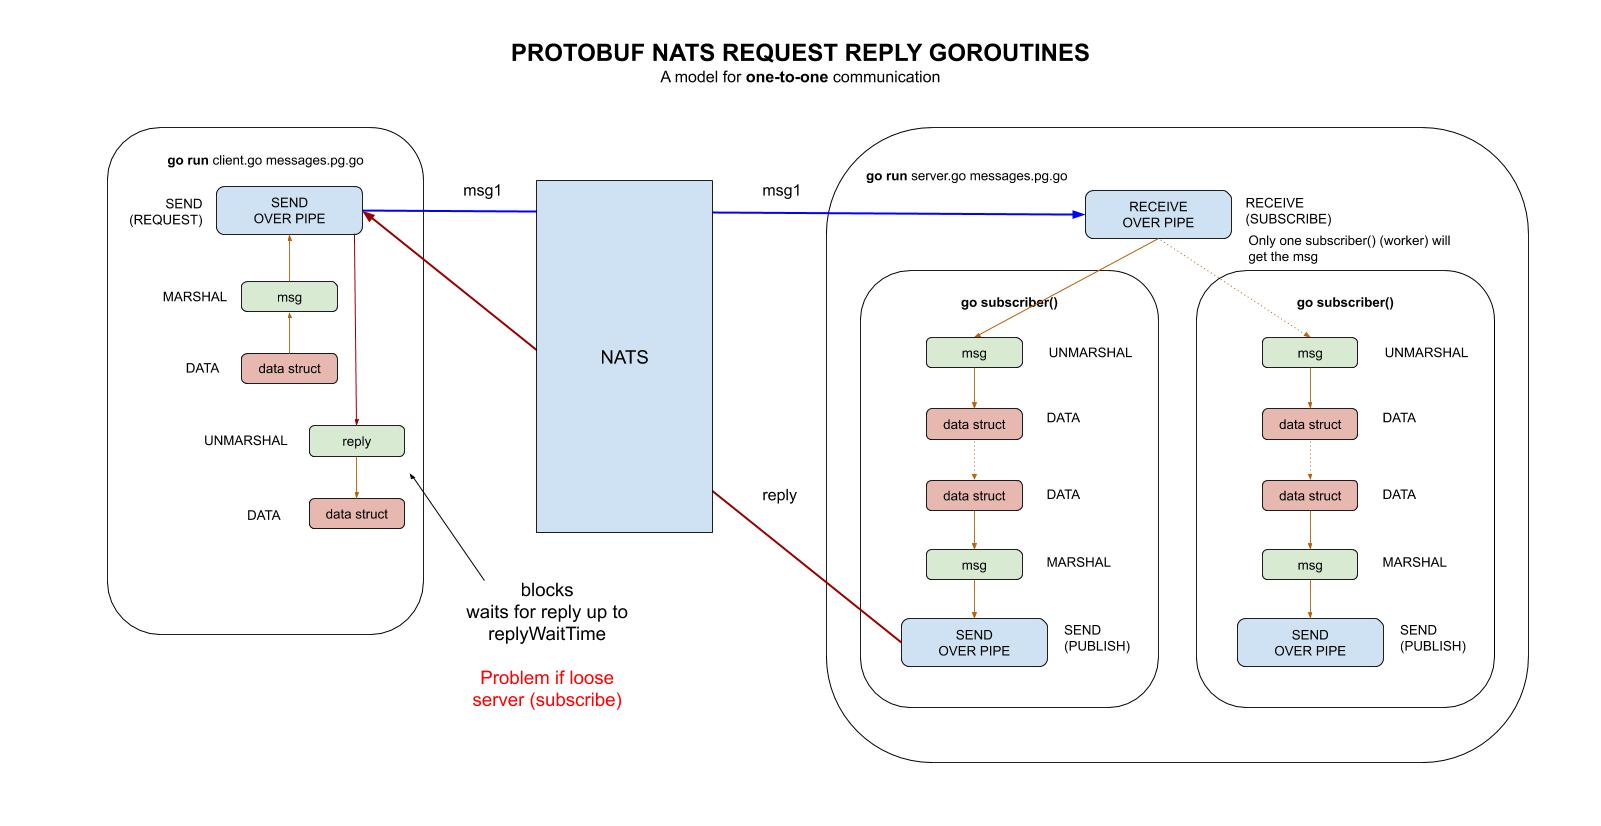 PROTOBUF NATS REQUEST REPLY GOROUTINES
A model for one-to-one communication
go run client.go messages.pg.go
SEND
(REQUEST)
SEND
OVER PIPE
MARSHAL
msg
DATA
data struct
UNMARSHAL
reply
DATA
data struct
msg1
NATS
msg1
reply
blocks
waits for reply up to
replyWaitTime
Problem if loose
server (subscribe)
go run server.go messages.pg.go
RECEIVE
OVER PIPE
RECEIVE
(SUBSCRIBE)
Only one subscriber() (worker) will
get the msg
go subscriber()
msg
UNMARSHAL
data struct
DATA
data struct
DATA
msg
MARSHAL
SEND
OVER PIPE
SEND
(PUBLISH)
go subscriber()
msg
UNMARSHAL
data struct
DATA
data struct
DATA
msg
MARSHAL
SEND
OVER PIPE
SEND
(PUBLISH)